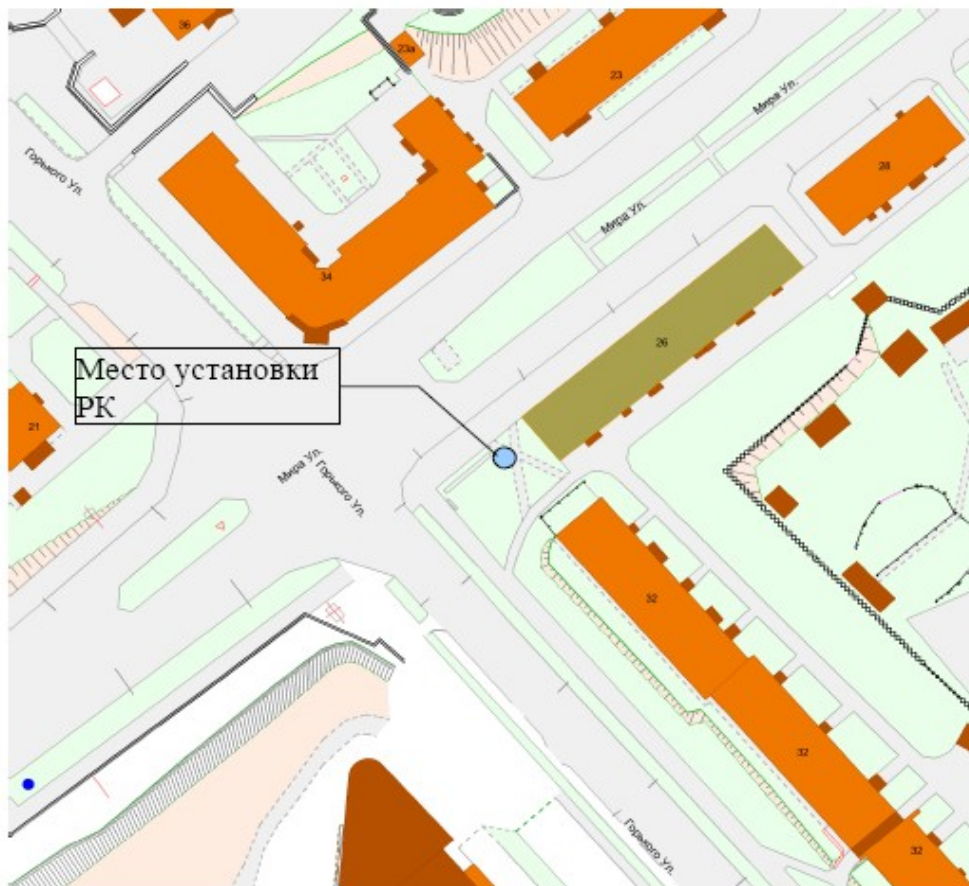 36
23а
23
Мира Ул.
Горького Ул.
28
Мира Ул.
34
26
Место установки
РК
21
Мира Ул.
Горького Ул.
32
32
Горького Ул.
32